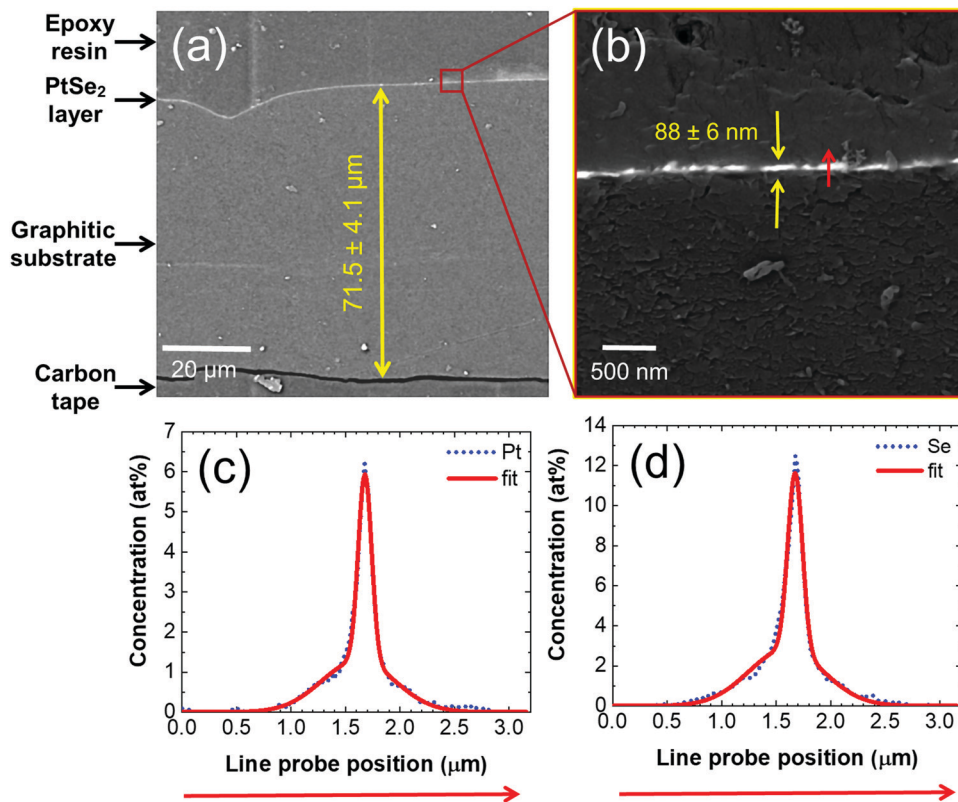 Epoxy
resin
PtSe₂
layer
Graphitic
substrate
Carbon
tape
(a)
71.5 ± 4.1 µm
20 µm
(b)
88 ± 6 nm
500 nm
(c)
Pt
fit
Concentration (at%)
7
6
5
4
3
2
1
0
0.0 0.5 1.0 1.5 2.0 2.5 3.0
Line probe position (µm)
(d)
Se
fit
Concentration (at%)
14
12
10
8
6
4
2
0
0.0 0.5 1.0 1.5 2.0 2.5 3.0
Line probe position (µm)